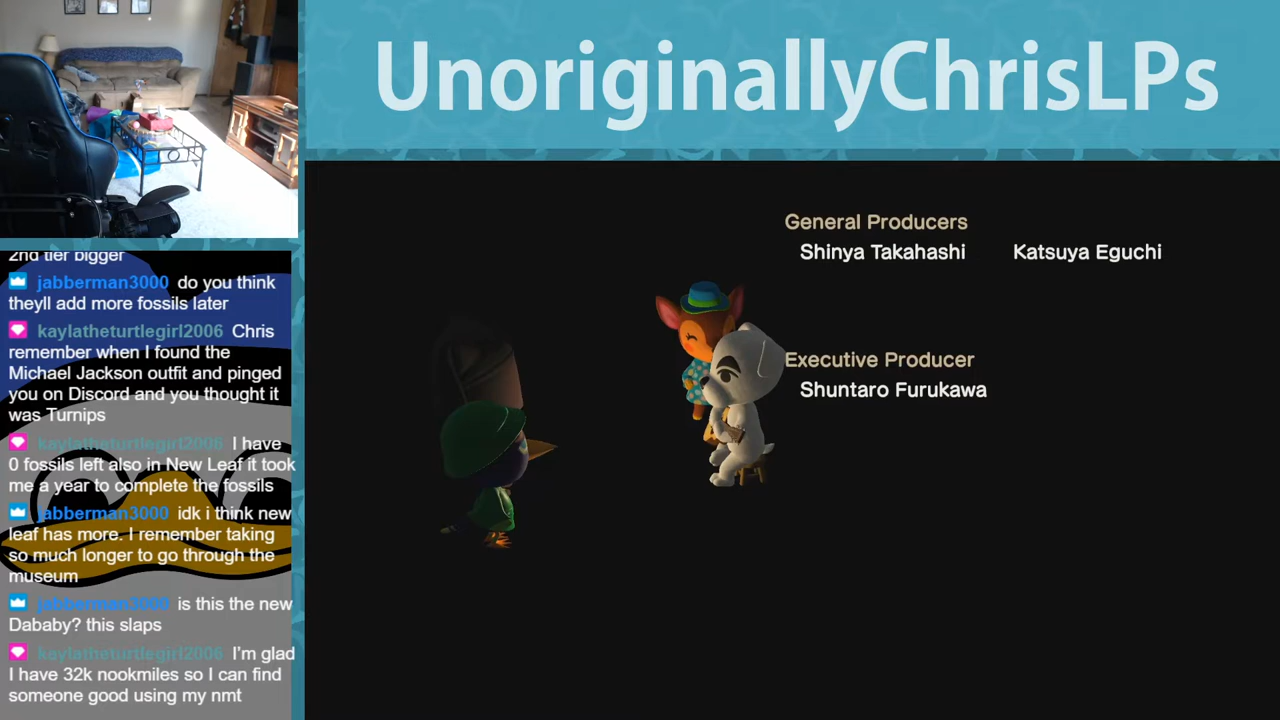 UnoriginallyChrisLPs
General Producers
Shinya Takahashi Katsuya Eguchi
Executive Producer
Shuntaro Furukawa
2nd tier bigger
jabberman3000 do you think
theyll add more fossils later
kaylatheturtlegirl2006 Chris
remember when I found the
Michael Jackson outfit and pinged
you on Discord and you thought it
was Turnips
kaylatheturtlegirl2006 I have
0 fossils left also in New Leaf it took
me a year to complete the fossils
jabberman3000 idk i think new
leaf has more. I remember taking
so much longer to go through the
museum
jabberman3000 is this the new
Dababy? this slaps
kaylatheturtlegirl2006 I'm glad
I have 32k nookmiles so I can find
someone good using my nmt